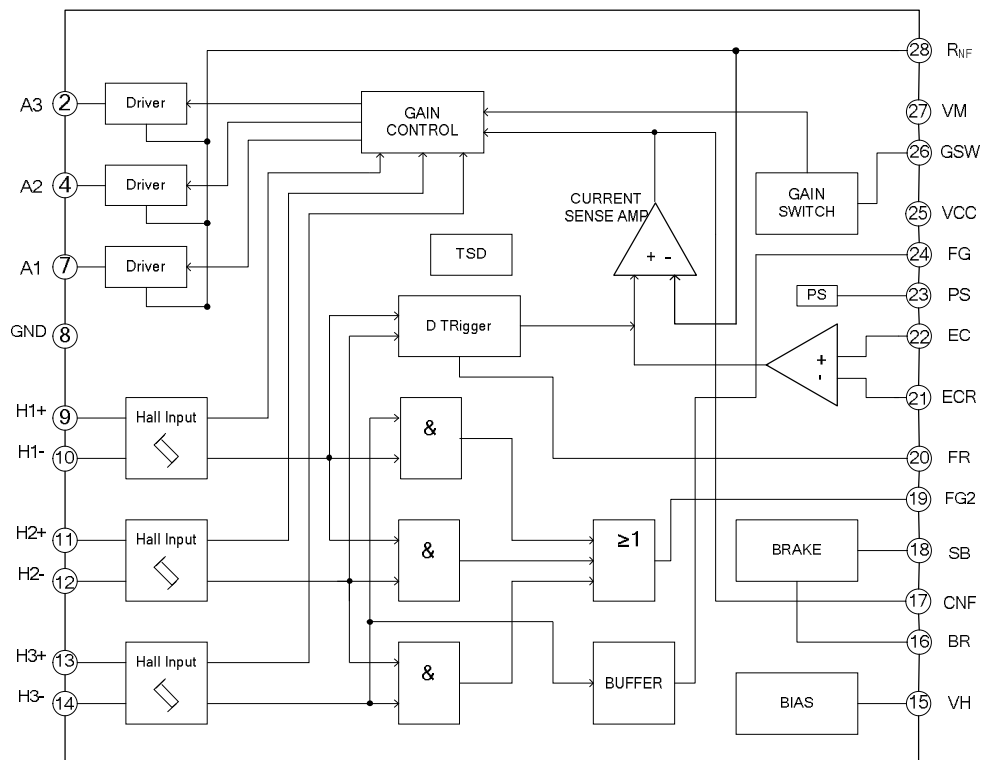 28 R_NF
A3 2 Driver
GAIN
CONTROL
27 VM
26 GSW
A2 4 Driver
GAIN
SWITCH
CURRENT
SENSE AMP
25 VCC
TSD
+ -
24 FG
A1 7 Driver
PS 23 PS
GND 8
D TRigger
+
-
22 EC
21 ECR
H1+ 9 Hall Input
H1- 10
&
20 FR
19 FG2
H2+ 11 Hall Input
H2- 12
&
≥1
BRAKE 18 SB
17 CNF
16 BR
H3+ 13 Hall Input
H3- 14
&
BUFFER
BIAS 15 VH